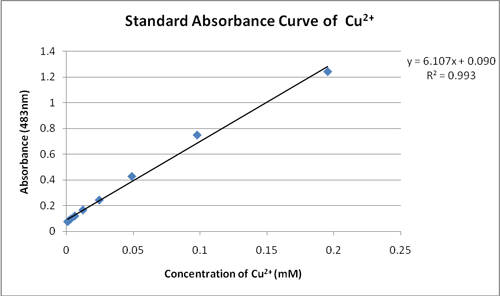 Standard Absorbance Curve of Cu²⁺
y = 6.107x + 0.090
R² = 0.993
Absorbance (483nm)
1.4
1.2
1
0.8
0.6
0.4
0.2
0
0 0.05 0.1 0.15 0.2 0.25
Concentration of Cu²⁺ (mM)